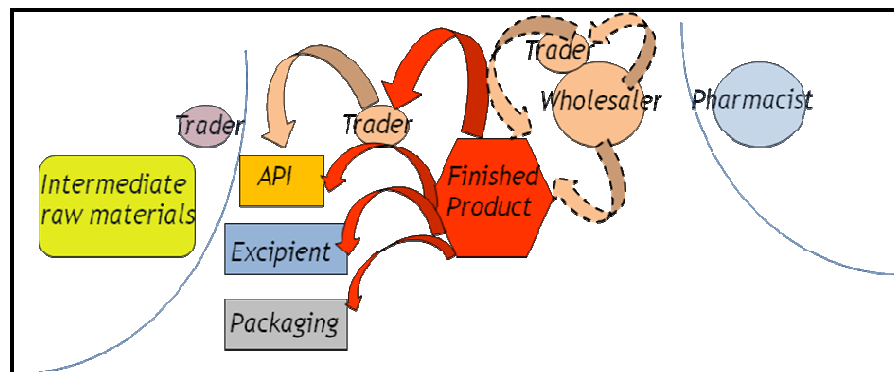 Trader
Wholesaler
Pharmacist
Trader
Trader
Intermediate
raw materials
API
Finished
Product
Excipient
Packaging